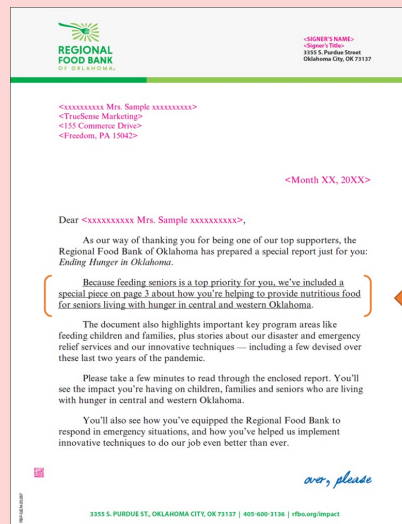 REGIONAL
FOOD BANK
OF OKLAHOMA
<SIGNER'S NAME>
<Signer's Title>
3355 S. Purdue Street
Oklahoma City, OK 73137
<xxxxxxxxxx Mrs. Sample xxxxxxxxxx>
<TrueSense Marketing>
<155 Commerce Drive>
<Freedom, PA 15042>
<Month XX, 20XX>
Dear <xxxxxxxxxx Mrs. Sample xxxxxxxxxx>,
As our way of thanking you for being one of our top supporters, the
Regional Food Bank of Oklahoma has prepared a special report just for you:
Ending Hunger in Oklahoma.
Because feeding seniors is a top priority for you, we've included a
special piece on page 3 about how you're helping to provide nutritious food
for seniors living with hunger in central and western Oklahoma.
The document also highlights important key program areas like
feeding children and families, plus stories about our disaster and emergency
relief services and our innovative techniques — including a few devised over
these last two years of the pandemic.
Please take a few minutes to read through the enclosed report. You'll
see the impact you're having on children, families and seniors who are living
with hunger in central and western Oklahoma.
You'll also see how you've equipped the Regional Food Bank to
respond in emergency situations, and how you've helped us implement
innovative techniques to do our job even better than ever.
over, please
3355 S. PURDUE ST., OKLAHOMA CITY, OK 73137 | 405-600-3136 | rfbo.org/impact